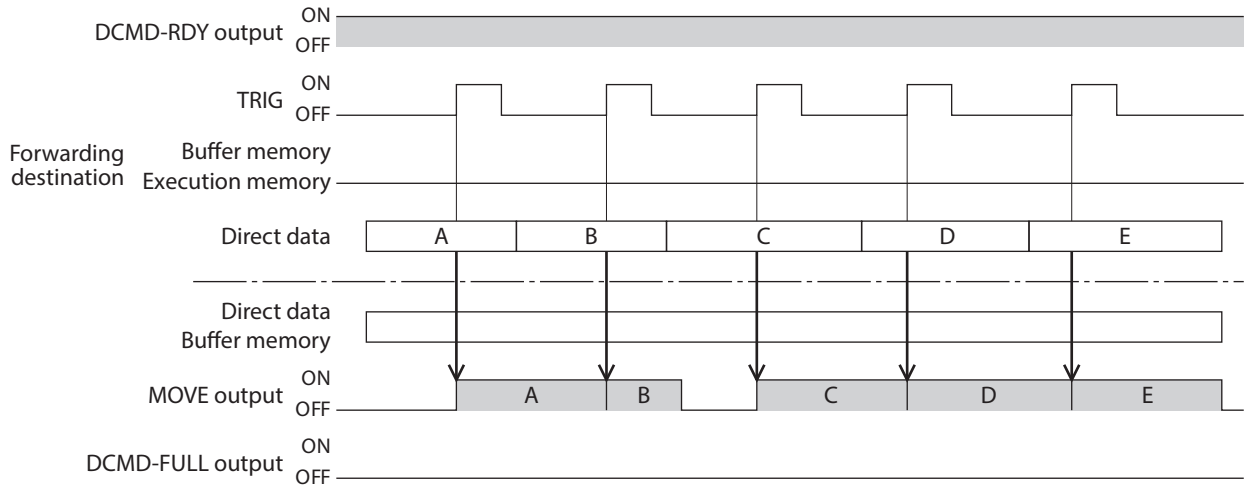 ON
DCMD-RDY output
OFF
ON
TRIG
OFF
Forwarding
destination
Buffer memory
Execution memory
Direct data
A B C D E
Direct data
Buffer memory
ON
MOVE output
A B C D E
OFF
ON
DCMD-FULL output
OFF